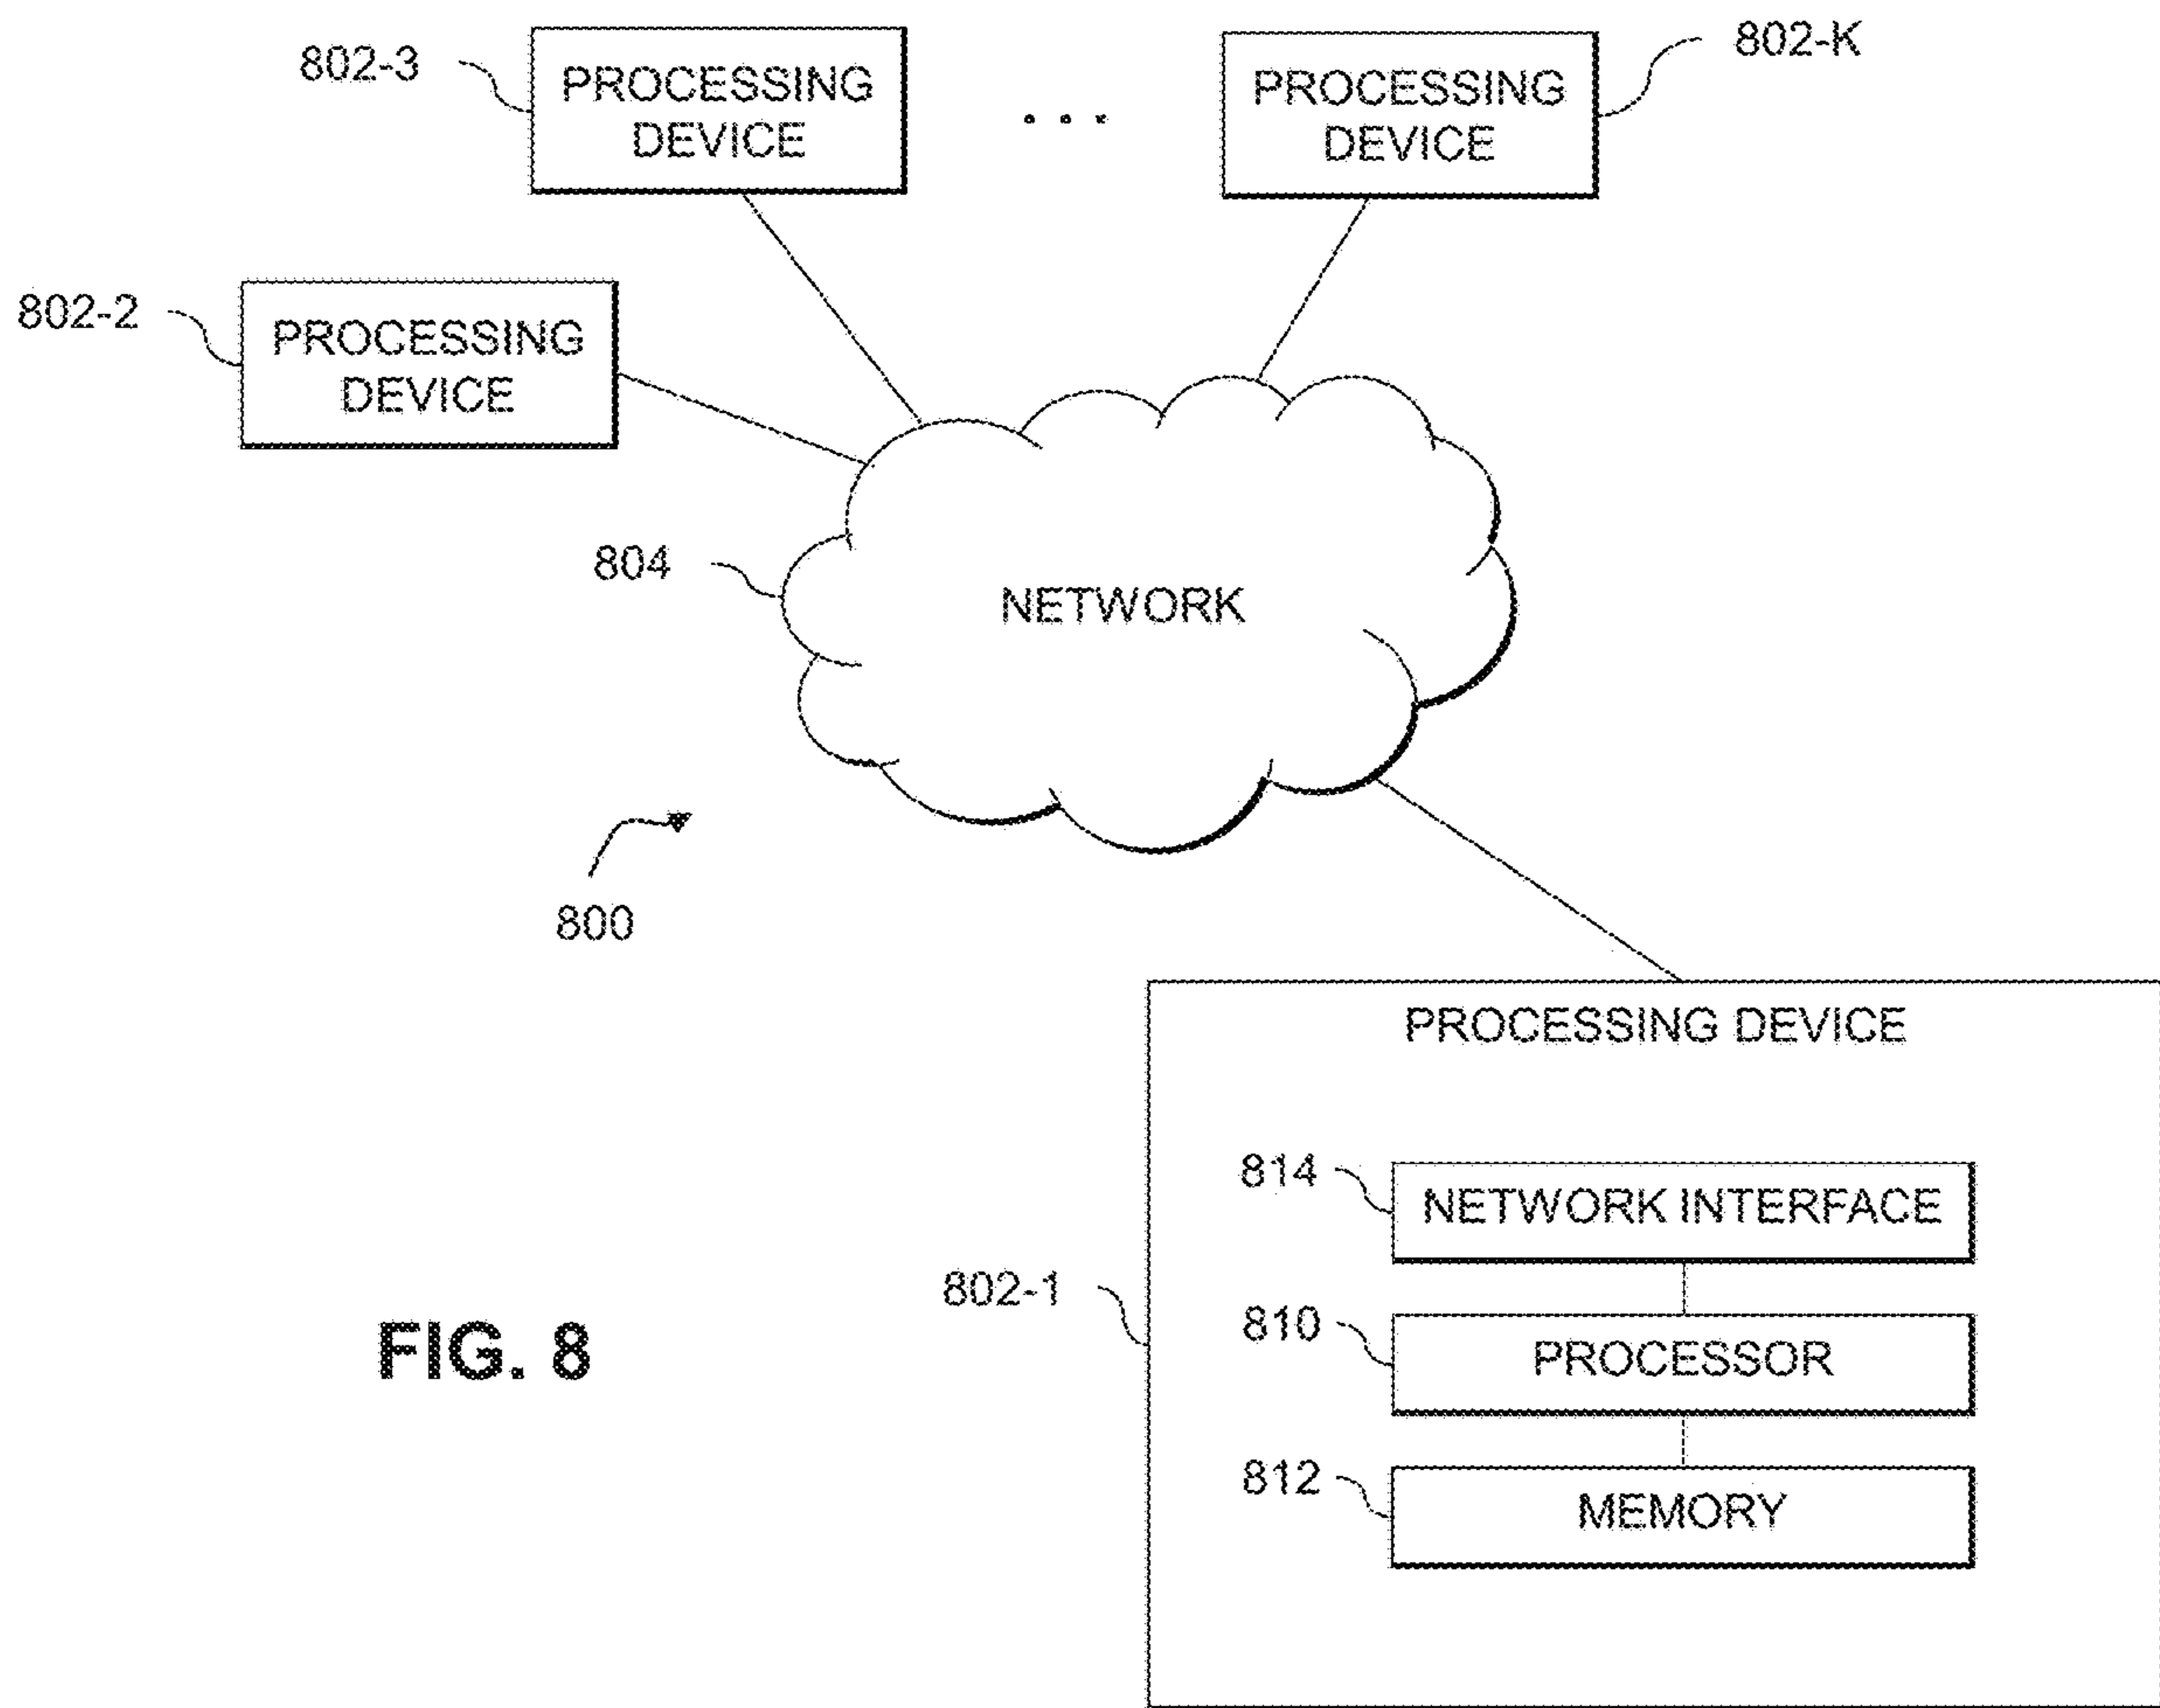 802-3
PROCESSING
DEVICE
. . .
PROCESSING
DEVICE
802-K
802-2
PROCESSING
DEVICE
804
NETWORK
800
PROCESSING DEVICE
802-1
814
NETWORK INTERFACE
810
PROCESSOR
812
MEMORY
FIG. 8